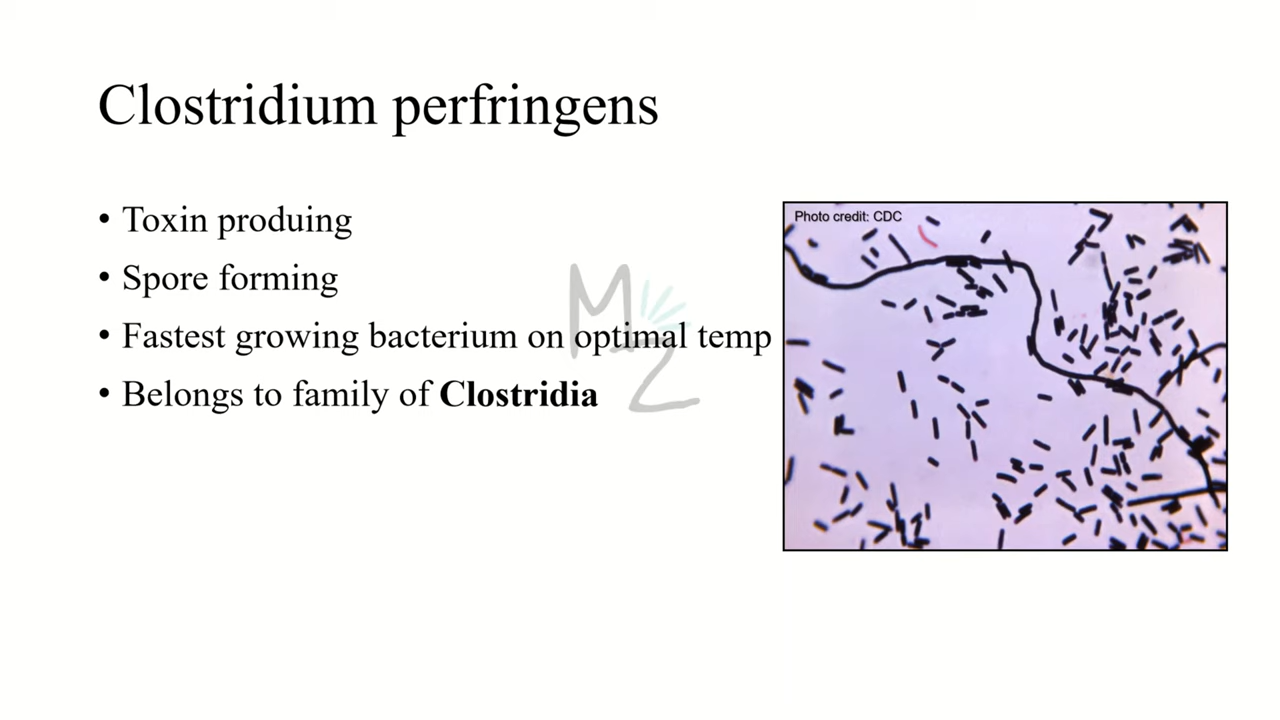 Clostridium perfringens
• Toxin produing
• Spore forming
• Fastest growing bacterium on optimal temp
• Belongs to family of Clostridia
Photo credit: CDC
MZ